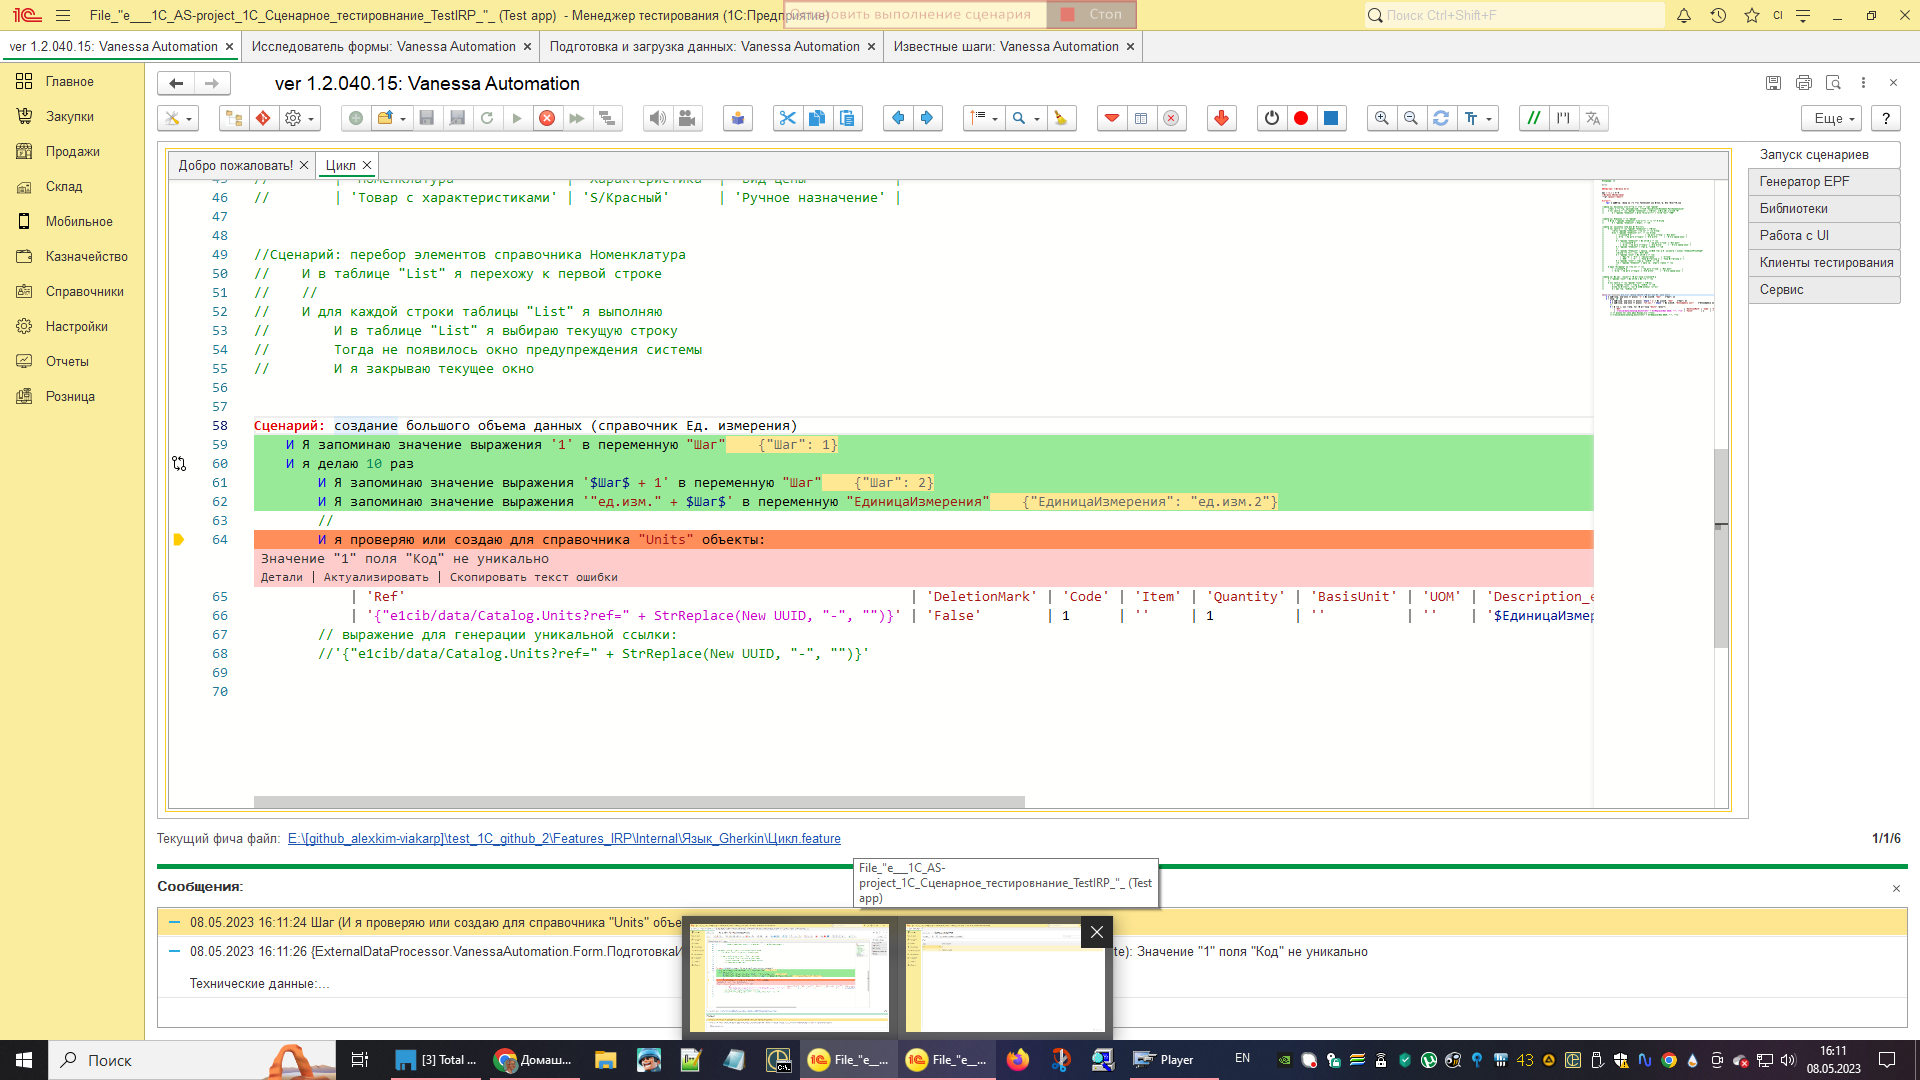 File_"e___1C_AS-project_1C_Сценарное_тестировнание_TestIRP_"_ (Test app) - Менеджер тестирования (1С:Предприятие)
Стоп
Поиск Ctrl+Shift+F
ver 1.2.040.15: Vanessa Automation
Исследователь формы: Vanessa Automation
Подготовка и загрузка данных: Vanessa Automation
Известные шаги: Vanessa Automation
Главное
Закупки
Продажи
Склад
Мобильное
Казначейство
Справочники
Настройки
Отчеты
Розница
ver 1.2.040.15: Vanessa Automation
Еще
?
Добро пожаловать!
Цикл
46 // | 'Товар с характеристиками' | 'S/Красный' | 'Ручное назначение' |
47
48
49 //Сценарий: перебор элементов справочника Номенклатура
50 // И в таблице "List" я перехожу к первой строке
51 // //
52 // И для каждой строки таблицы "List" я выполняю
53 // И в таблице "List" я выбираю текущую строку
54 // Тогда не появилось окно предупреждения системы
55 // И я закрываю текущее окно
56
57
58 Сценарий: создание большого объема данных (справочник Ед. измерения)
59 И Я запоминаю значение выражения '1' в переменную "Шаг" {"Шаг": 1}
60 И я делаю 10 раз
61 И Я запоминаю значение выражения '$Шаг$ + 1' в переменную "Шаг" {"Шаг": 2}
62 И Я запоминаю значение выражения '"ед.изм." + $Шаг$' в переменную "ЕдиницаИзмерения" {"ЕдиницаИзмерения": "ед.изм.2"}
63 //
64 И я проверяю или создаю для справочника "Units" объекты:
Значение "1" поля "Код" не уникально
Детали | Актуализировать | Скопировать текст ошибки
65 | 'Ref' | 'DeletionMark' | 'Code' | 'Item' | 'Quantity' | 'BasisUnit' | 'UOM' | 'Description_e
66 | '{"e1cib/data/Catalog.Units?ref=" + StrReplace(New UUID, "-", "")}' | 'False' | 1 | '' | 1 | '' | '' | '$ЕдиницаИзмер
67 // выражение для генерации уникальной ссылки:
68 //'{"e1cib/data/Catalog.Units?ref=" + StrReplace(New UUID, "-", "")}'
69
70
Запуск сценариев
Генератор EPF
Библиотеки
Работа с UI
Клиенты тестирования
Сервис
Текущий фича файл: E:\[github_alexkim-viakarp]\test_1C_github_2\Features_IRP\Internal\Язык_Gherkin\Цикл.feature
1/1/6
File_"e___1C_AS-
project_1C_Сценарное_тестировнание_TestIRP_"_ (Test
app)
Сообщения:
08.05.2023 16:11:24 Шаг (И я проверяю или создаю для справочника "Units" объе
08.05.2023 16:11:26 {ExternalDataProcessor.VanessaAutomation.Form.ПодготовкаИ
te): Значение "1" поля "Код" не уникально
Технические данные:...
Поиск
[3] Total ...
Домаш...
File_"e__...
File_"e__...
Player
EN
43
16:11
08.05.2023